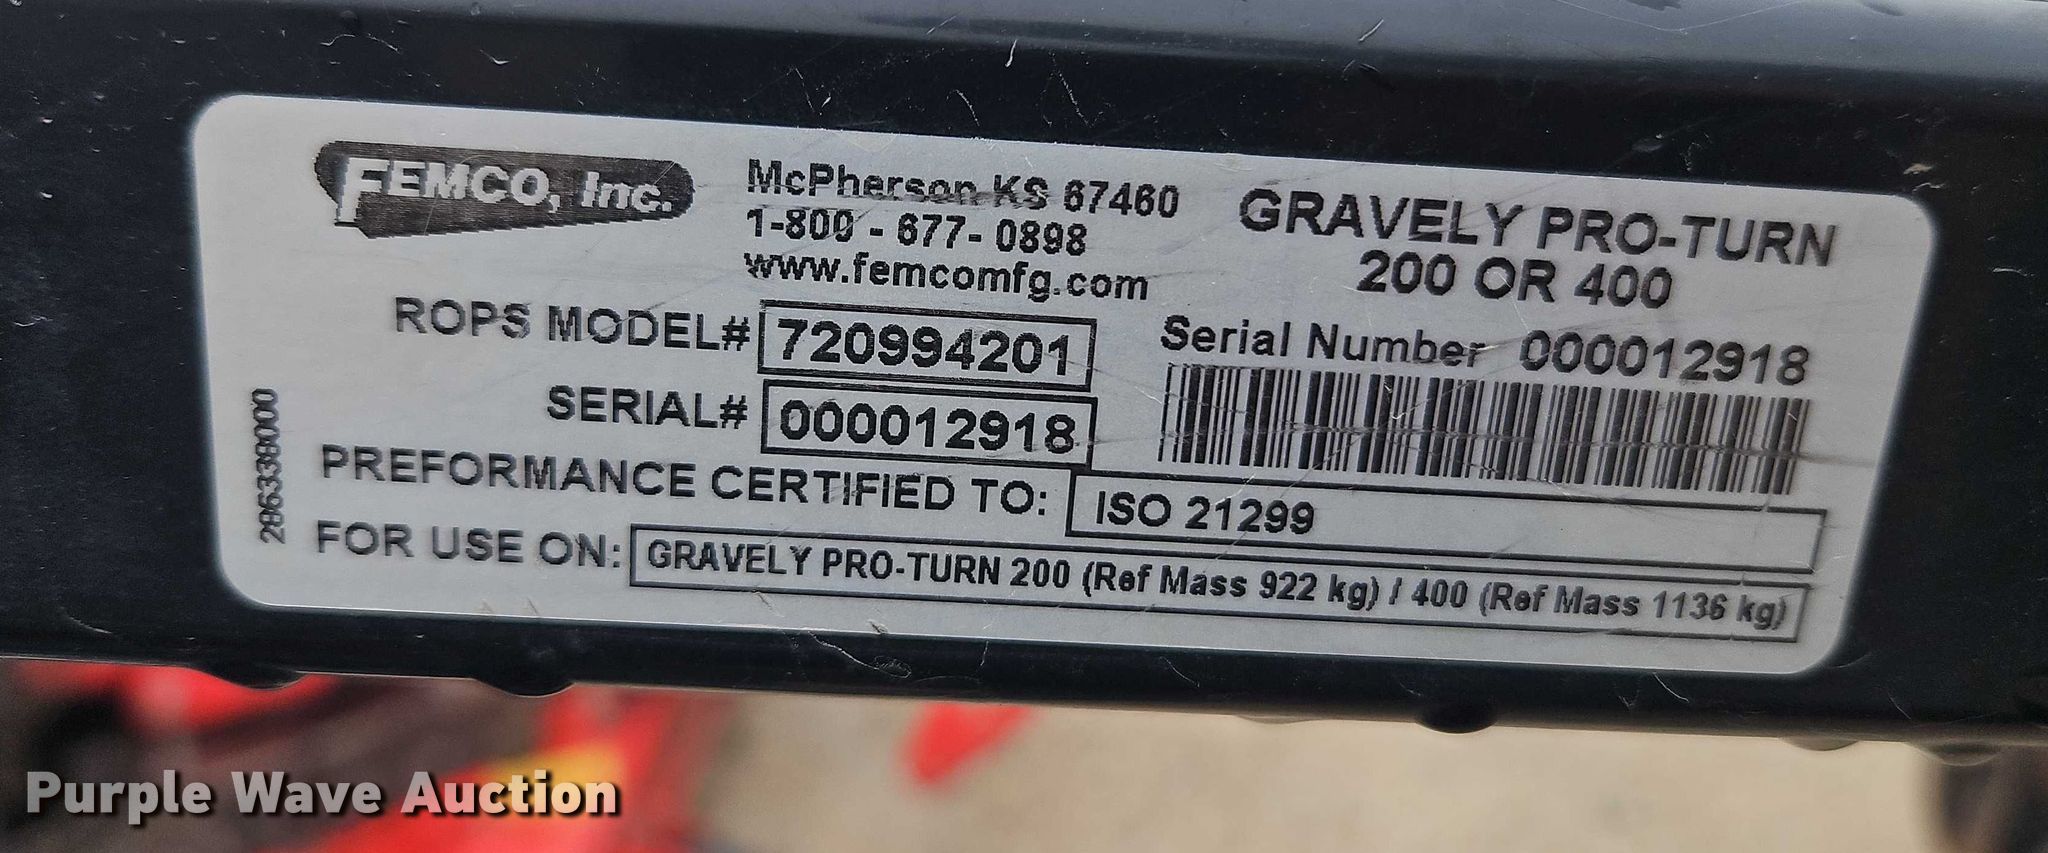 FEMCO, Inc.
McPherson KS 67460
1-800 - 677- 0898
www.femcomfg.com
GRAVELY PRO-TURN
200 OR 400
ROPS MODEL# 720994201
SERIAL# 000012918
Serial Number 000012918
PREFORMANCE CERTIFIED TO: ISO 21299
FOR USE ON: GRAVELY PRO-TURN 200 (Ref Mass 922 kg) / 400 (Ref Mass 1136 kg)
286338000
Purple Wave Auction